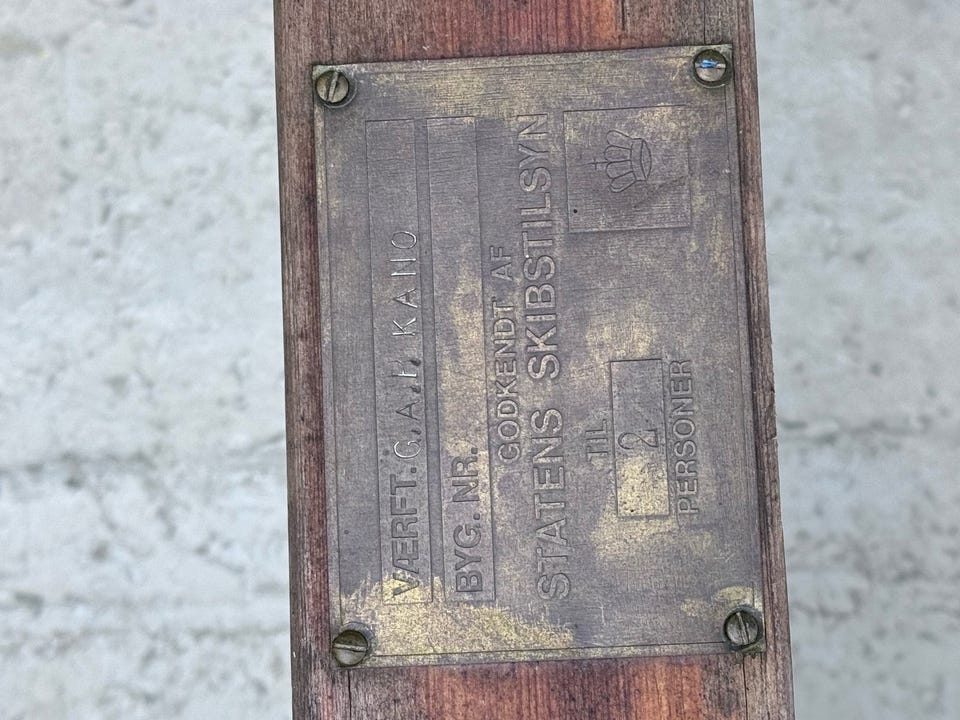 VÆRFT. G.A.L. KANO
BYG. NR.
GODKENDT AF
STATENS SKIBSTILSYN
TIL
2
PERSONER